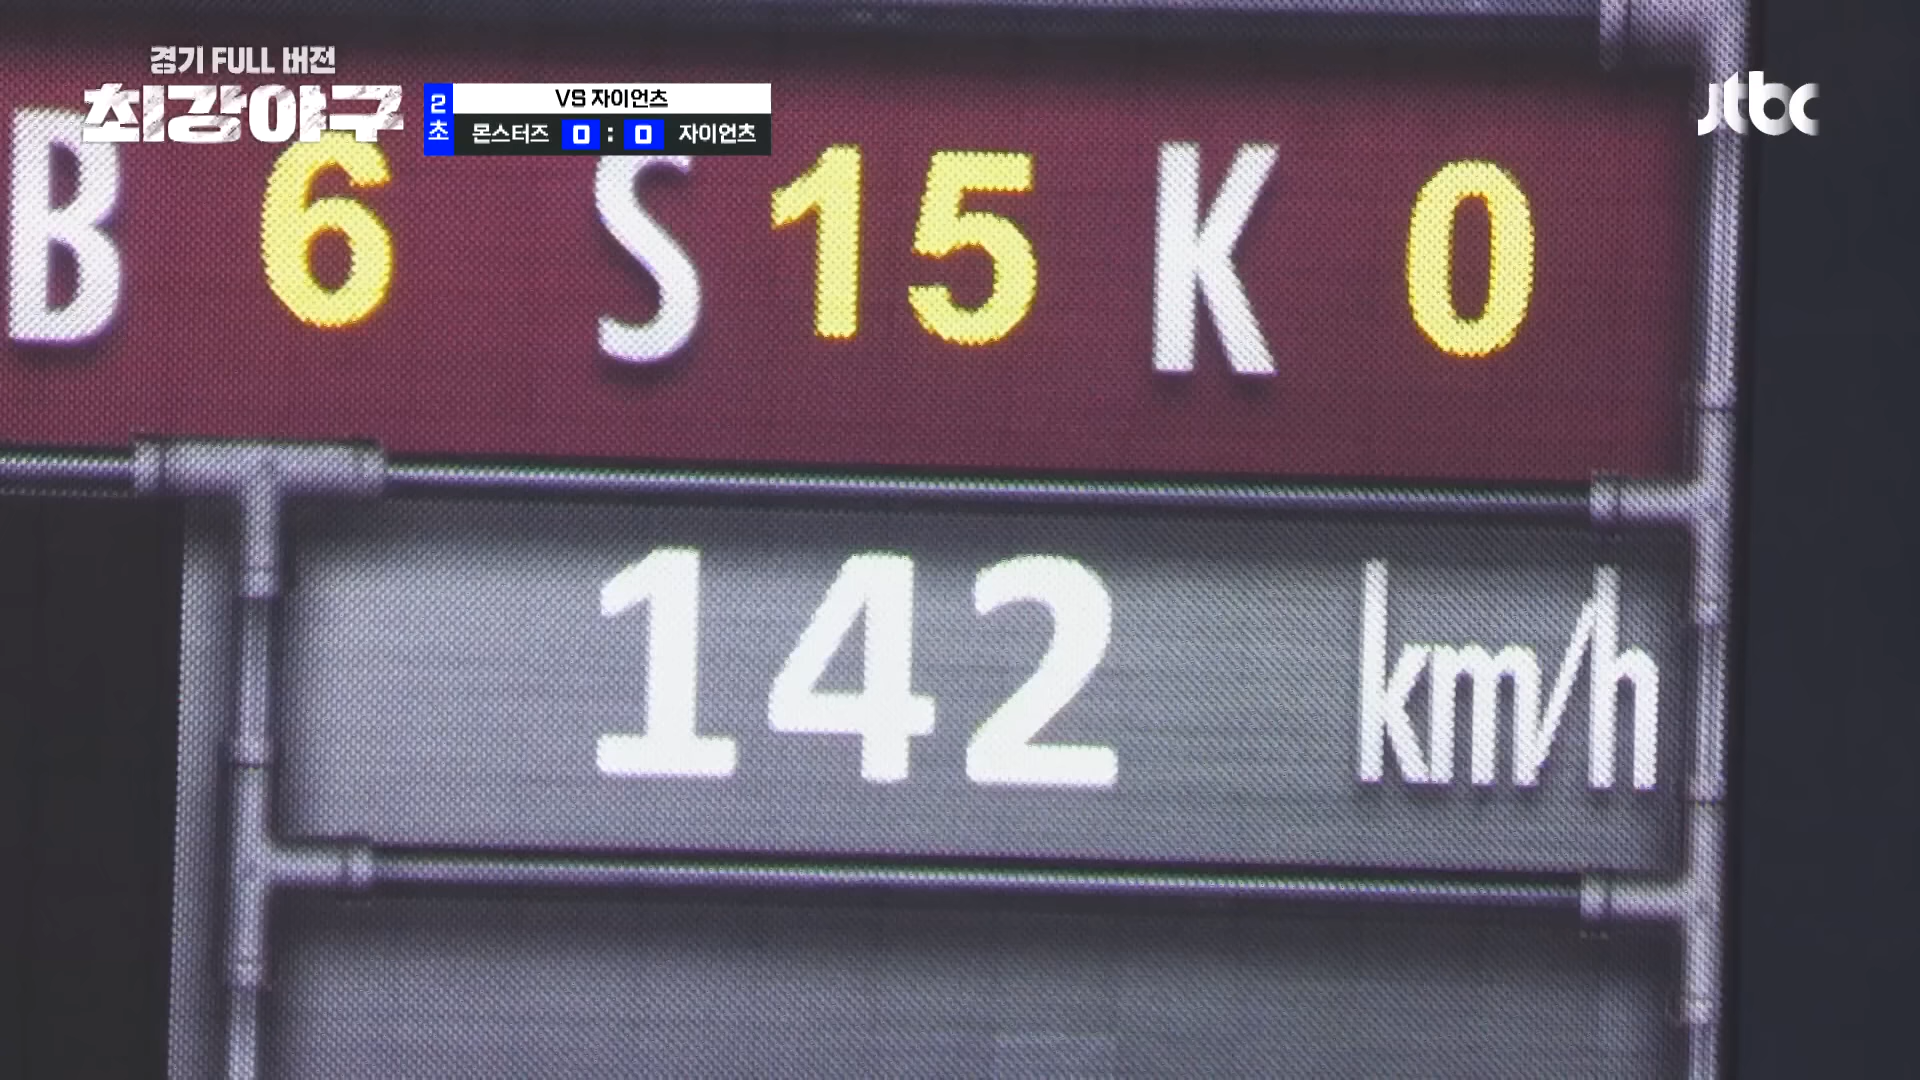 경기 FULL 버전
최강야구
2초
VS 자이언츠
몬스터즈 0 : 0 자이언츠
jtbc
B 6 S 15 K 0
142 km/h